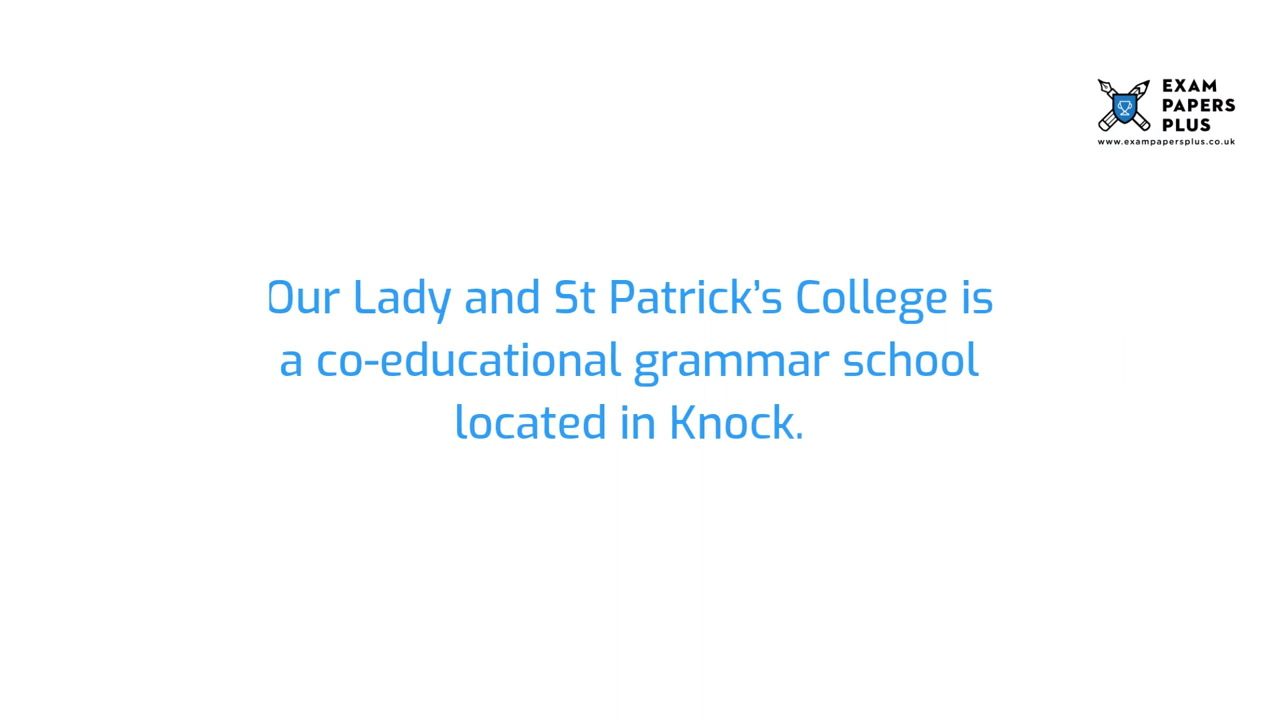 EXAM
PAPERS
PLUS
www.exampapersplus.co.uk
Our Lady and St Patrick’s College is
a co-educational grammar school
located in Knock.